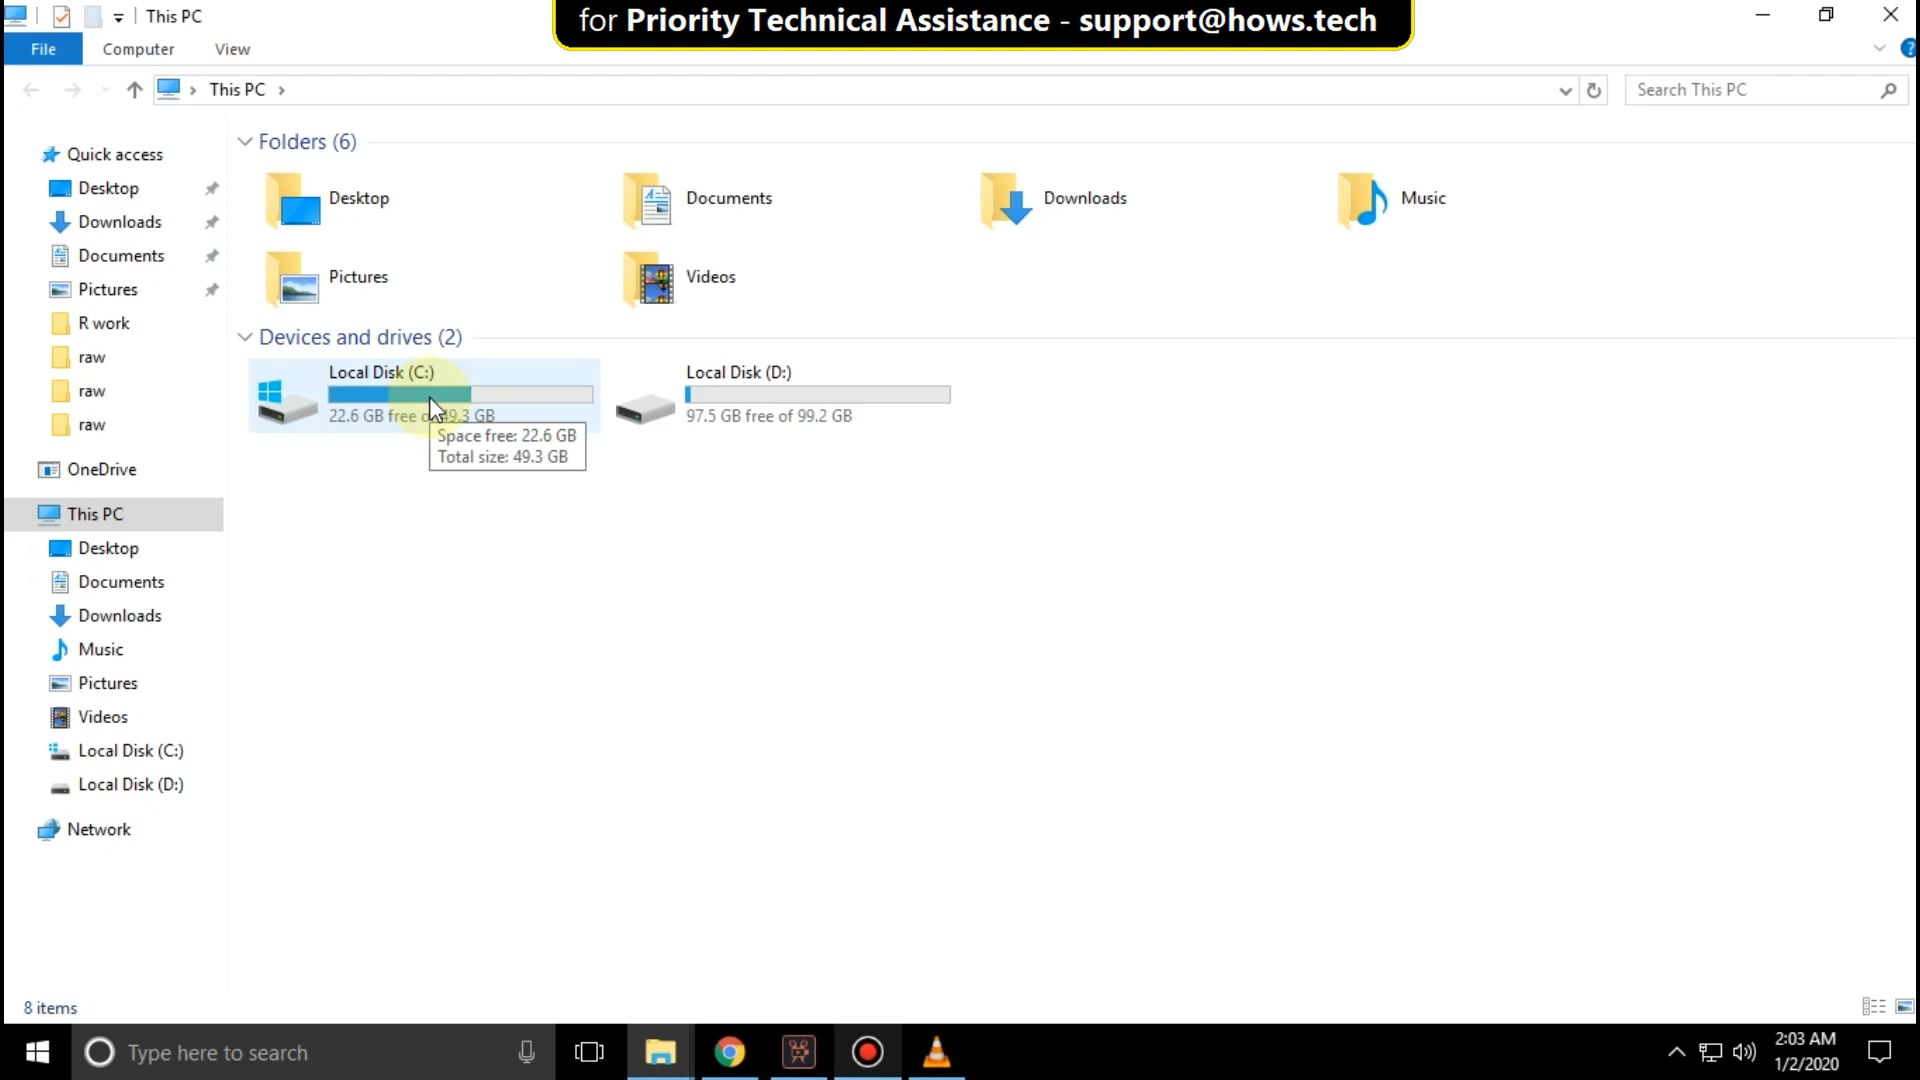 This PC
for Priority Technical Assistance - support@hows.tech
File
Computer
View
This PC
Search This PC
Quick access
Desktop
Downloads
Documents
Pictures
R work
raw
raw
raw
OneDrive
This PC
Desktop
Documents
Downloads
Music
Pictures
Videos
Local Disk (C:)
Local Disk (D:)
Network
Folders (6)
Desktop
Documents
Downloads
Music
Pictures
Videos
Devices and drives (2)
Local Disk (C:)
22.6 GB free of 49.3 GB
Space free: 22.6 GB
Total size: 49.3 GB
Local Disk (D:)
97.5 GB free of 99.2 GB
8 items
Type here to search
2:03 AM
1/2/2020